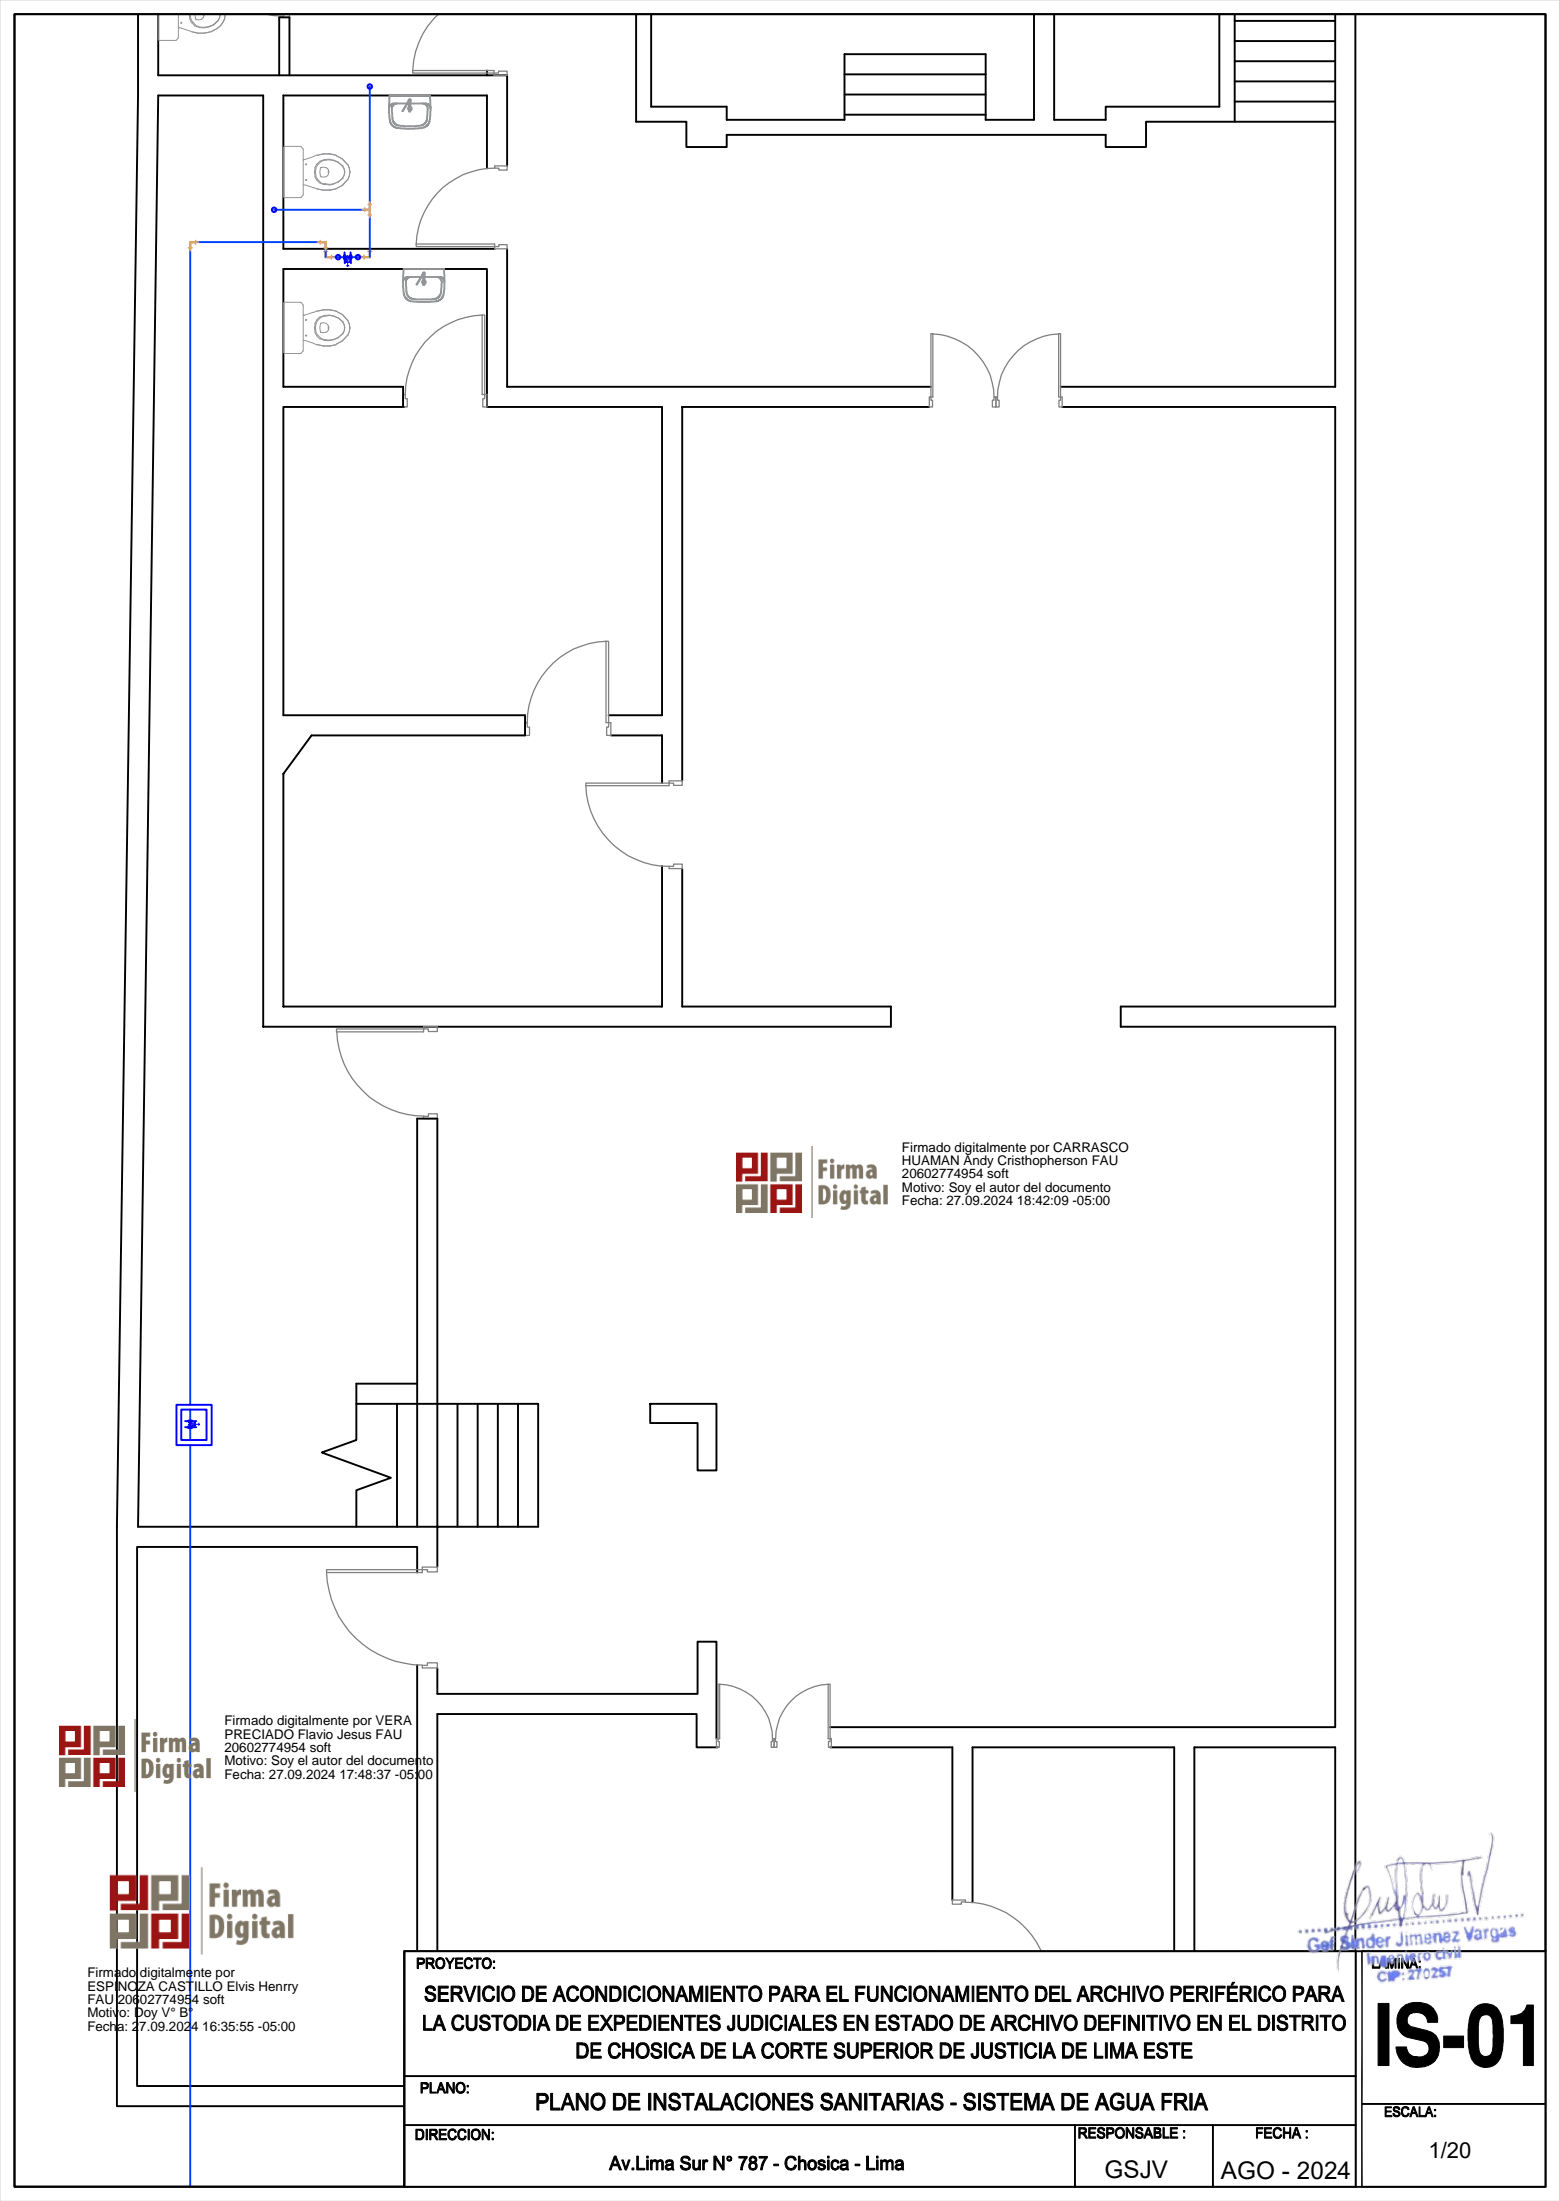 Firmado digitalmente por CARRASCO
HUAMAN Andy Cristhopherson FAU
20602774954 soft
Motivo: Soy el autor del documento
Fecha: 27.09.2024 18:42:09 -05:00
Firma
Digital
Firmado digitalmente por VERA
PRECIADO Flavio Jesus FAU
20602774954 soft
Motivo: Soy el autor del documento
Fecha: 27.09.2024 17:48:37 -05:00
Firma
Digital
Firma
Digital
Firmado digitalmente por
ESPINOZA CASTILLO Elvis Henrry
FAU 20602774954 soft
Motivo: Doy V° B°
Fecha: 27.09.2024 16:35:55 -05:00
Jimenez Vargas
Ingeniero civil
CIP: 270257
PROYECTO:
SERVICIO DE ACONDICIONAMIENTO PARA EL FUNCIONAMIENTO DEL ARCHIVO PERIFÉRICO PARA
LA CUSTODIA DE EXPEDIENTES JUDICIALES EN ESTADO DE ARCHIVO DEFINITIVO EN EL DISTRITO
DE CHOSICA DE LA CORTE SUPERIOR DE JUSTICIA DE LIMA ESTE
LAMINA:
IS-01
PLANO:
PLANO DE INSTALACIONES SANITARIAS - SISTEMA DE AGUA FRIA
ESCALA:
1/20
DIRECCION:
Av.Lima Sur N° 787 - Chosica - Lima
RESPONSABLE :
GSJV
FECHA :
AGO - 2024